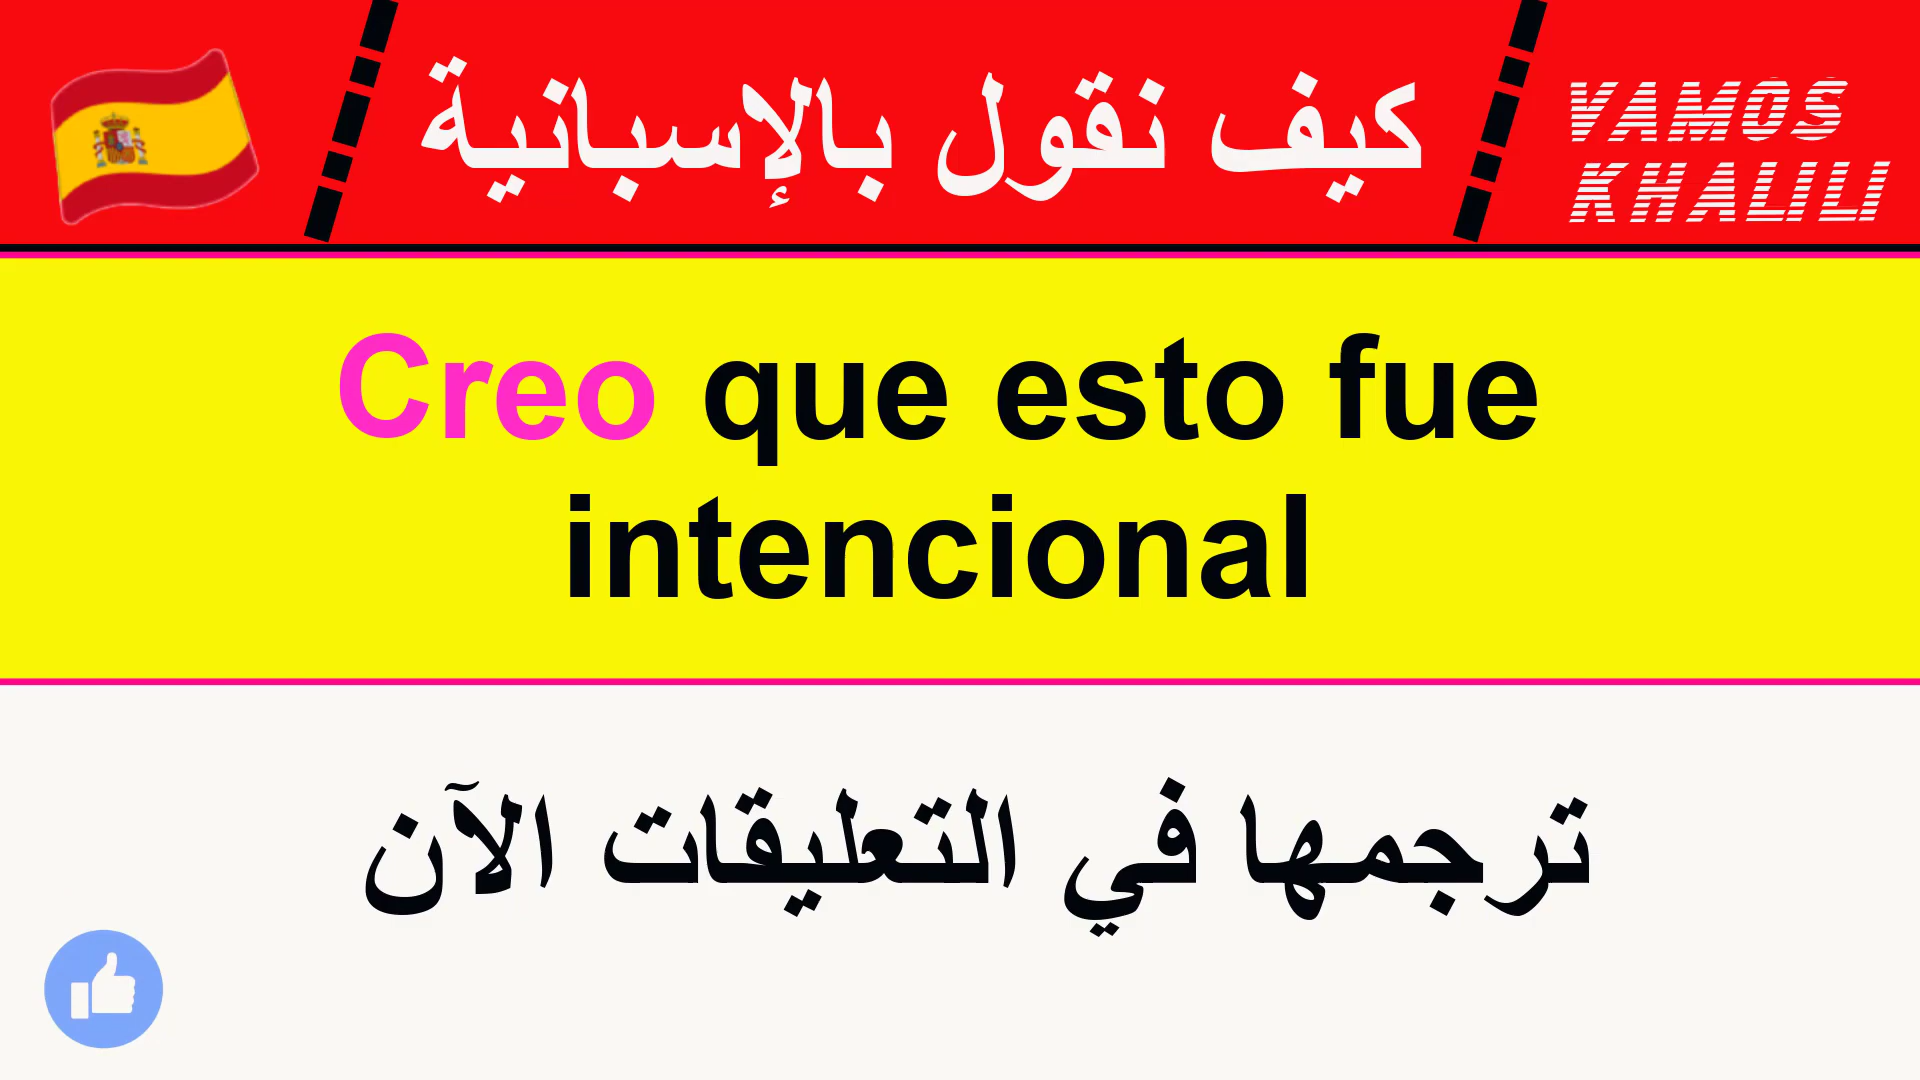 كيف نقول بالإسبانية
VAMOS
KHALILI
Creo que esto fue
intencional
ترجمها في التعليقات الآن